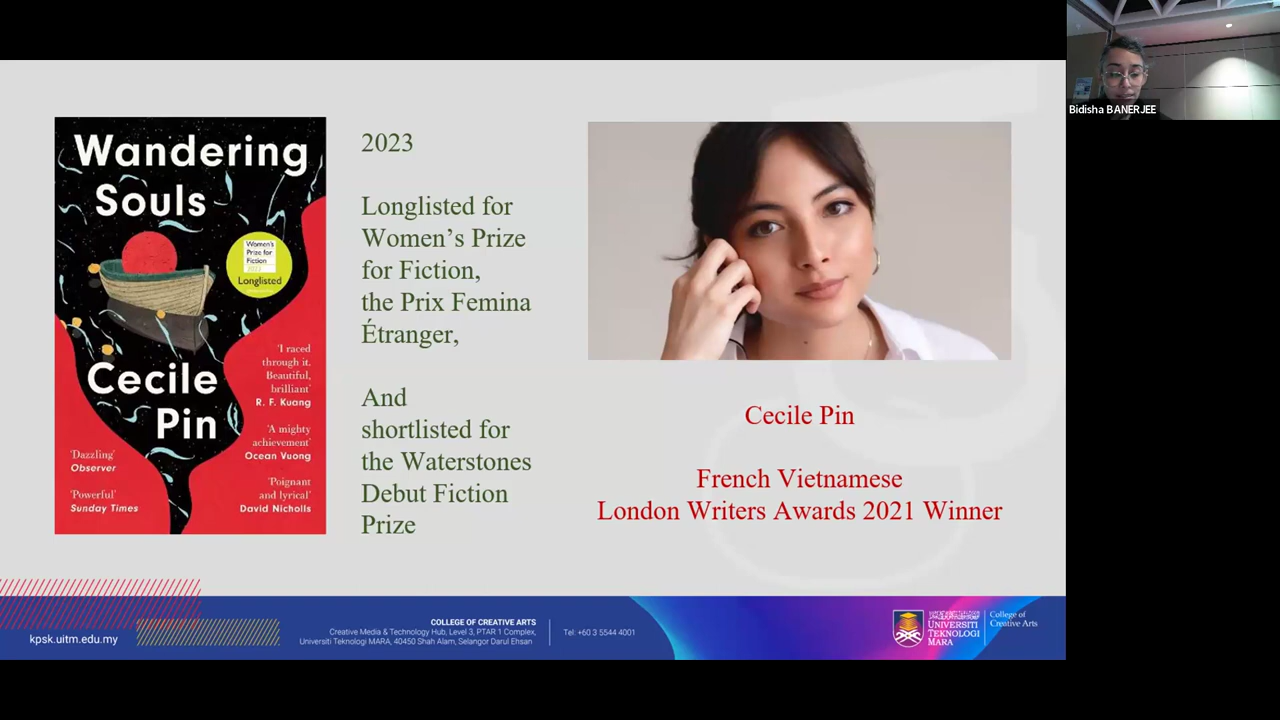 Bidisha BANERJEE
Wandering
Souls
Women's
Prize for
Fiction
2023
Longlisted
Cecile
Pin
'I raced
through it.
Beautiful,
brilliant'
R. F. Kuang
'A mighty
achievement'
Ocean Vuong
'Poignant
and lyrical'
David Nicholls
'Dazzling'
Observer
'Powerful'
Sunday Times
2023
Longlisted for
Women's Prize
for Fiction,
the Prix Femina
Étranger,
And
shortlisted for
the Waterstones
Debut Fiction
Prize
Cecile Pin
French Vietnamese
London Writers Awards 2021 Winner
kpsk.uitm.edu.my
COLLEGE OF CREATIVE ARTS
Creative Media & Technology Hub, Level 3, PTAR 1 Complex,
Universiti Teknologi MARA, 40450 Shah Alam, Selangor Darul Ehsan
Tel: +60 3 5544 4001
UNIVERSITI
TEKNOLOGI
MARA
College of
Creative Arts